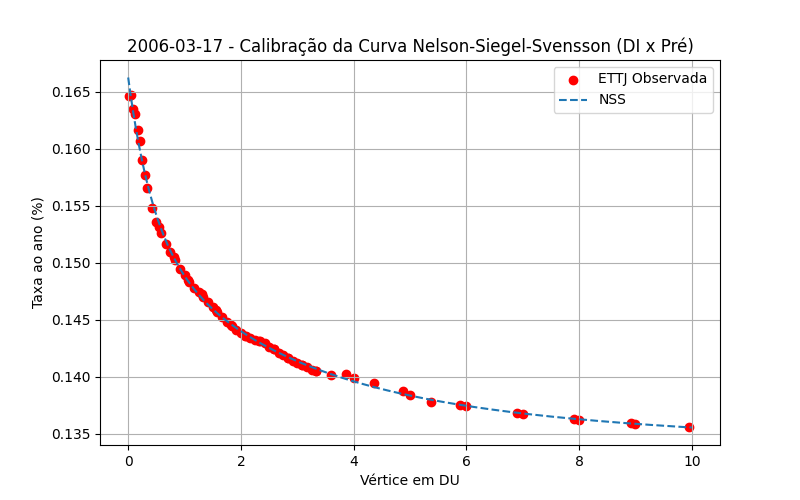 2006-03-17 - Calibração da Curva Nelson-Siegel-Svensson (DI x Pré)
ETTJ Observada
NSS
Taxa ao ano (%)
0.165
0.160
0.155
0.150
0.145
0.140
0.135
0 2 4 6 8 10
Vértice em DU